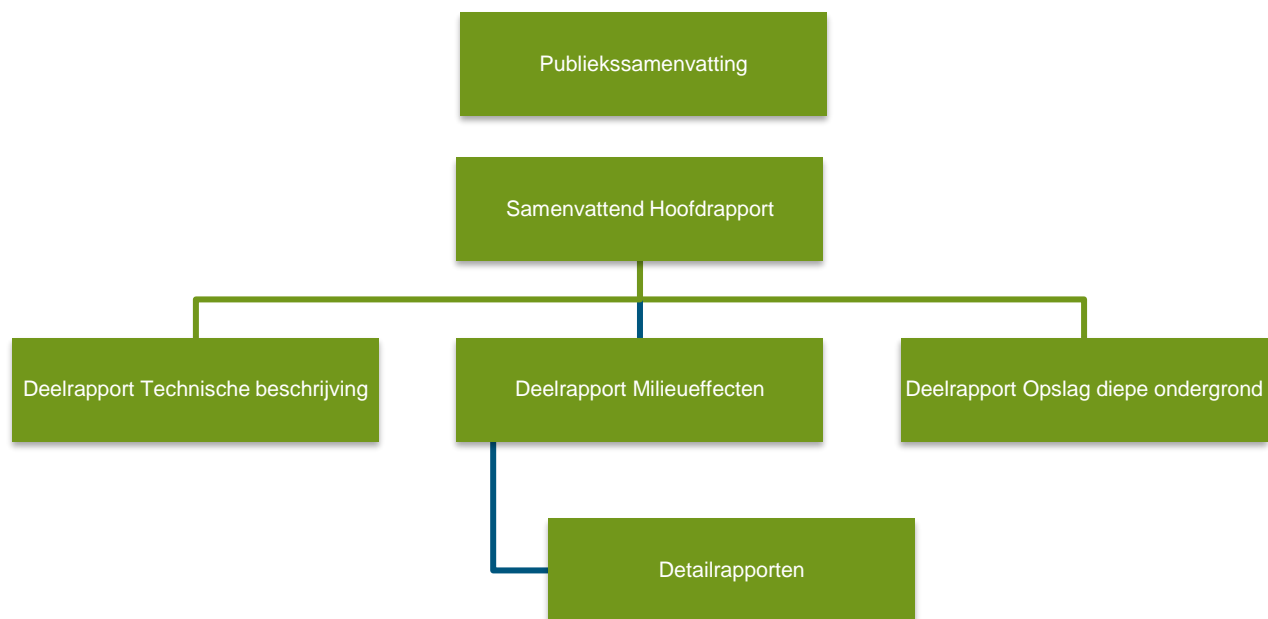 Publiekssamenvatting
Samenvattend Hoofdrapport
Deelrapport Technische beschrijving
Deelrapport Milieueffecten
Deelrapport Opslag diepe ondergrond
Detailrapporten